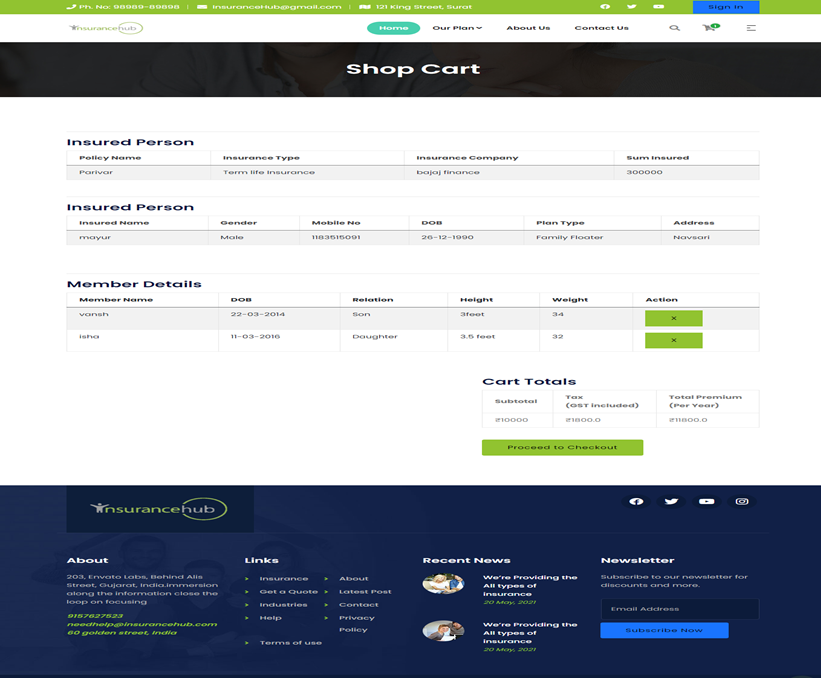 Ph. No: 98989-89898 | InsuranceHub@gmail.com | 121 King Street, Surat Sign In
insurancehub Home Our Plan About Us Contact Us
Shop Cart
Insured Person
Policy Name Insurance Type Insurance Company Sum Insured
Parivar Term life Insurance bajaj finance 300000
Insured Person
Insured Name Gender Mobile No DOB Plan Type Address
mayur Male 1183515091 26-12-1990 Family Floater Navsari
Member Details
Member Name DOB Relation Height Weight Action
vansh 22-03-2014 Son 3feet 34 ×
isha 11-03-2016 Daughter 3.5 feet 32 ×
Cart Totals
Subtotal Tax (GST included) Total Premium (Per Year)
₹10000 ₹1800.0 ₹11800.0
Proceed to Checkout
insurancehub
About
203, Envato Labs, Behind Alis
Street, Gujarat, India.immersion
along the information close the
loop on focusing
9157627523
needhelp@insurancehub.com
60 golden street, India
Links
Insurance
Get a Quote
Industries
Help
Terms of use
About
Latest Post
Contact
Privacy
Policy
Recent News
We're Providing the
All types of
insurance
20 May, 2021
We're Providing the
All types of
insurance
20 May, 2021
Newsletter
Subscribe to our newsletter for
discounts and more.
Email Address
Subscribe Now